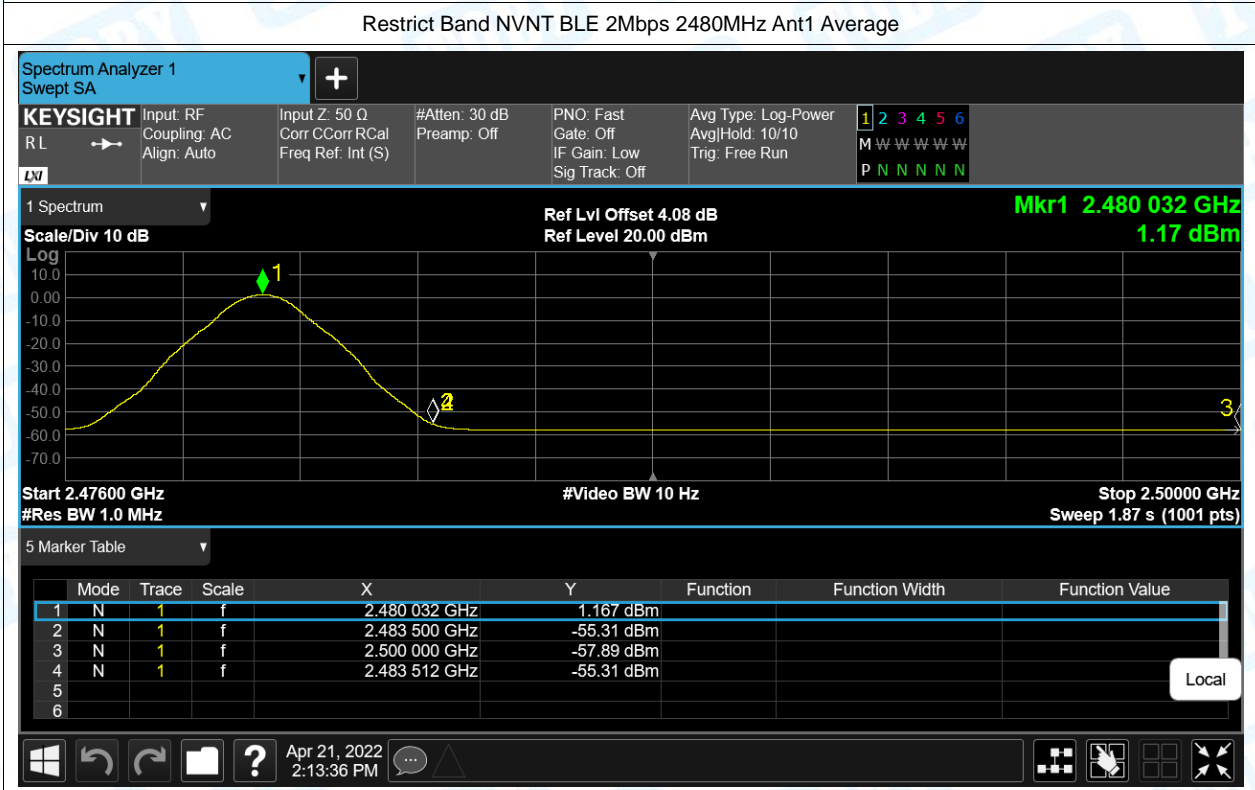 Restrict Band NVNT BLE 2Mbps 2480MHz Ant1 Average
Spectrum Analyzer 1
Swept SA
+
KEYSIGHT
R L
LXI
Input: RF
Coupling: AC
Align: Auto
Input Z: 50 Ω
Corr CCorr RCal
Freq Ref: Int (S)
#Atten: 30 dB
Preamp: Off
PNO: Fast
Gate: Off
IF Gain: Low
Sig Track: Off
Avg Type: Log-Power
Avg|Hold: 10/10
Trig: Free Run
1 2 3 4 5 6
M W W W W W
P N N N N N
1 Spectrum
Scale/Div 10 dB
Ref Lvl Offset 4.08 dB
Ref Level 20.00 dBm
Mkr1 2.480 032 GHz
1.17 dBm
Log
10.0
0.00
-10.0
-20.0
-30.0
-40.0
-50.0
-60.0
-70.0
1
2
3
Start 2.47600 GHz
#Res BW 1.0 MHz
#Video BW 10 Hz
Stop 2.50000 GHz
Sweep 1.87 s (1001 pts)
5 Marker Table
Mode Trace Scale X Y Function Function Width Function Value
1 N 1 f 2.480 032 GHz 1.167 dBm
2 N 1 f 2.483 500 GHz -55.31 dBm
3 N 1 f 2.500 000 GHz -57.89 dBm
4 N 1 f 2.483 512 GHz -55.31 dBm
5
6
Local
?
Apr 21, 2022
2:13:36 PM